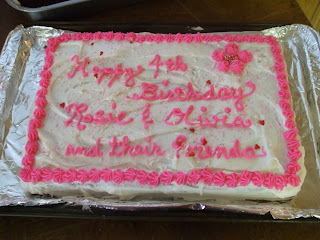 Happy 4th
Birthday
Rosie & Olivia
and their Friends